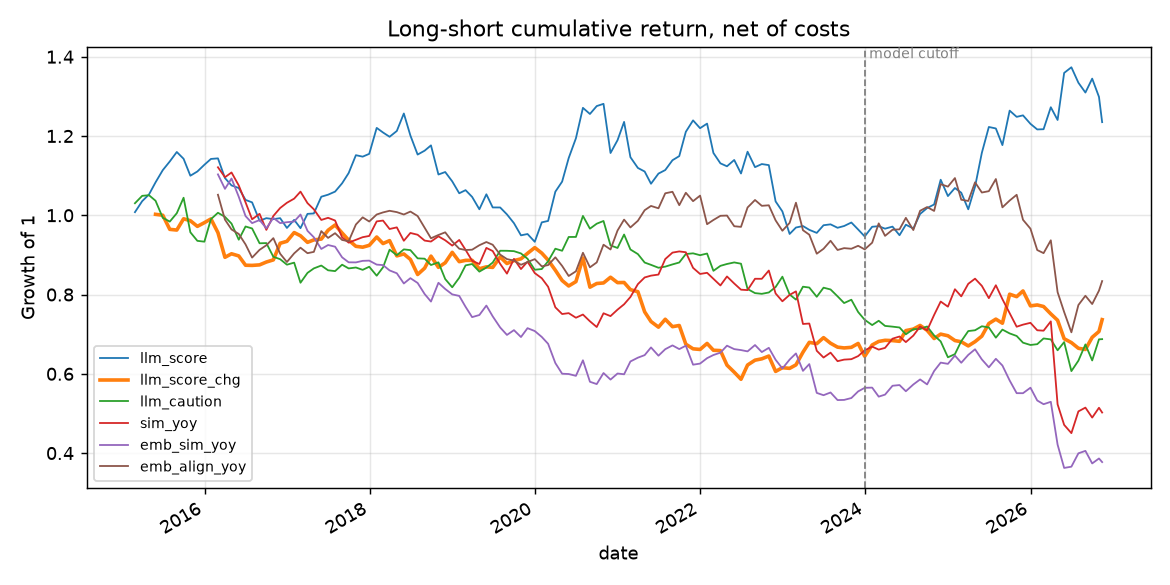 Long-short cumulative return, net of costs
model cutoff
1.4
1.2
1.0
0.8
0.6
0.4
Growth of 1
llm_score
llm_score_chg
llm_caution
sim_yoy
emb_sim_yoy
emb_align_yoy
2016
2018
2020
2022
2024
2026
date